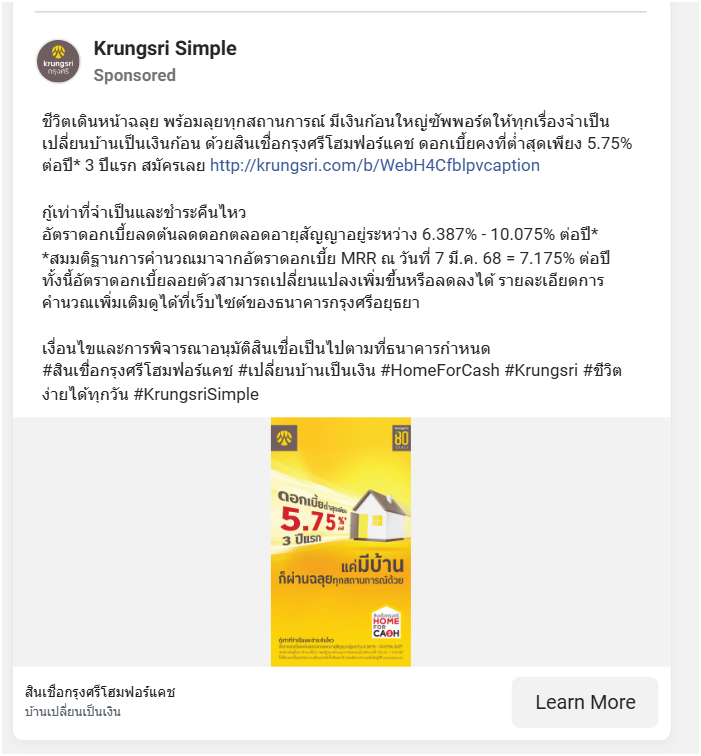 krungsri
กรุงศรี
Krungsri Simple
Sponsored
ชีวิตเดินหน้าฉลุย พร้อมลุยทุกสถานการณ์ มีเงินก้อนใหญ่ซัพพอร์ตให้ทุกเรื่องจำเป็น
เปลี่ยนบ้านเป็นเงินก้อน ด้วยสินเชื่อกรุงศรีโฮมฟอร์แคช ดอกเบี้ยคงที่ต่ำสุดเพียง 5.75%
ต่อปี* 3 ปีแรก สมัครเลย http://krungsri.com/b/WebH4Cfblpvcaption
กู้เท่าที่จำเป็นและชำระคืนไหว
อัตราดอกเบี้ยลดต้นลดดอกตลอดอายุสัญญาอยู่ระหว่าง 6.387% - 10.075% ต่อปี*
*สมมติฐานการคำนวณมาจากอัตราดอกเบี้ย MRR ณ วันที่ 7 มี.ค. 68 = 7.175% ต่อปี
ทั้งนี้อัตราดอกเบี้ยลอยตัวสามารถเปลี่ยนแปลงเพิ่มขึ้นหรือลดลงได้ รายละเอียดการ
คำนวณเพิ่มเติมดูได้ที่เว็บไซต์ของธนาคารกรุงศรีอยุธยา
เงื่อนไขและการพิจารณาอนุมัติสินเชื่อเป็นไปตามที่ธนาคารกำหนด
#สินเชื่อกรุงศรีโฮมฟอร์แคช #เปลี่ยนบ้านเป็นเงิน #HomeForCash #Krungsri #ชีวิต
ง่ายได้ทุกวัน #KrungsriSimple
80
ดอกเบี้ยต่ำสุดเพียง
5.75%*
3 ปีแรก
แค่มีบ้าน
ก็ผ่านฉลุยทุกสถานการณ์ด้วย
HOME
FOR
CASH
กู้เท่าที่จำเป็นและชำระคืนไหว
สินเชื่อกรุงศรีโฮมฟอร์แคช
บ้านเปลี่ยนเป็นเงิน
Learn More